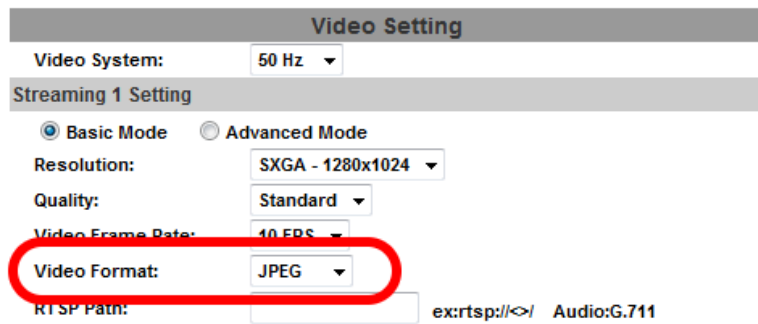 Video Setting
Video System: 50 Hz
Streaming 1 Setting
Basic Mode Advanced Mode
Resolution: SXGA - 1280x1024
Quality: Standard
Video Frame Rate: 10 FPS
Video Format: JPEG
RTSP Path: ex:rtsp://<>/ Audio:G.711